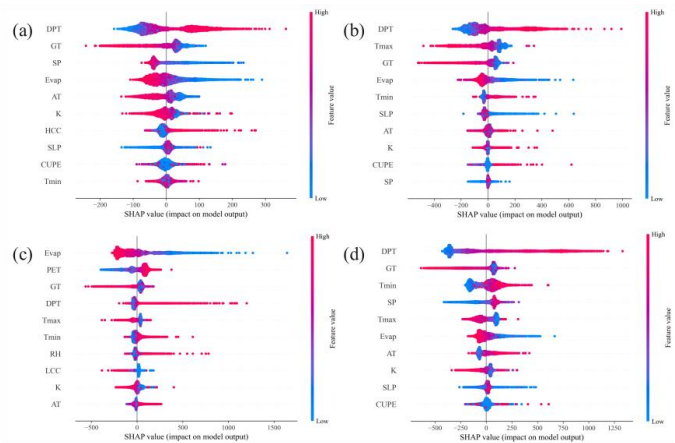 (a)
DPT
GT
SP
Evap
AT
K
HCC
SLP
CUPE
Tmin
−200 −100 0 100 200 300
SHAP value (impact on model output)
High
Feature value
Low
(b)
DPT
Tmax
GT
Evap
Tmin
SLP
AT
K
CUPE
SP
−400 −200 0 200 400 600 800 1000
SHAP value (impact on model output)
High
Feature value
Low
(c)
Evap
PET
GT
DPT
Tmax
Tmin
RH
LCC
K
AT
−500 0 500 1000 1500
SHAP value (impact on model output)
High
Feature value
Low
(d)
DPT
GT
Tmin
SP
Tmax
Evap
AT
K
SLP
CUPE
−500 −250 0 250 500 750 1000 1250
SHAP value (impact on model output)
High
Feature value
Low